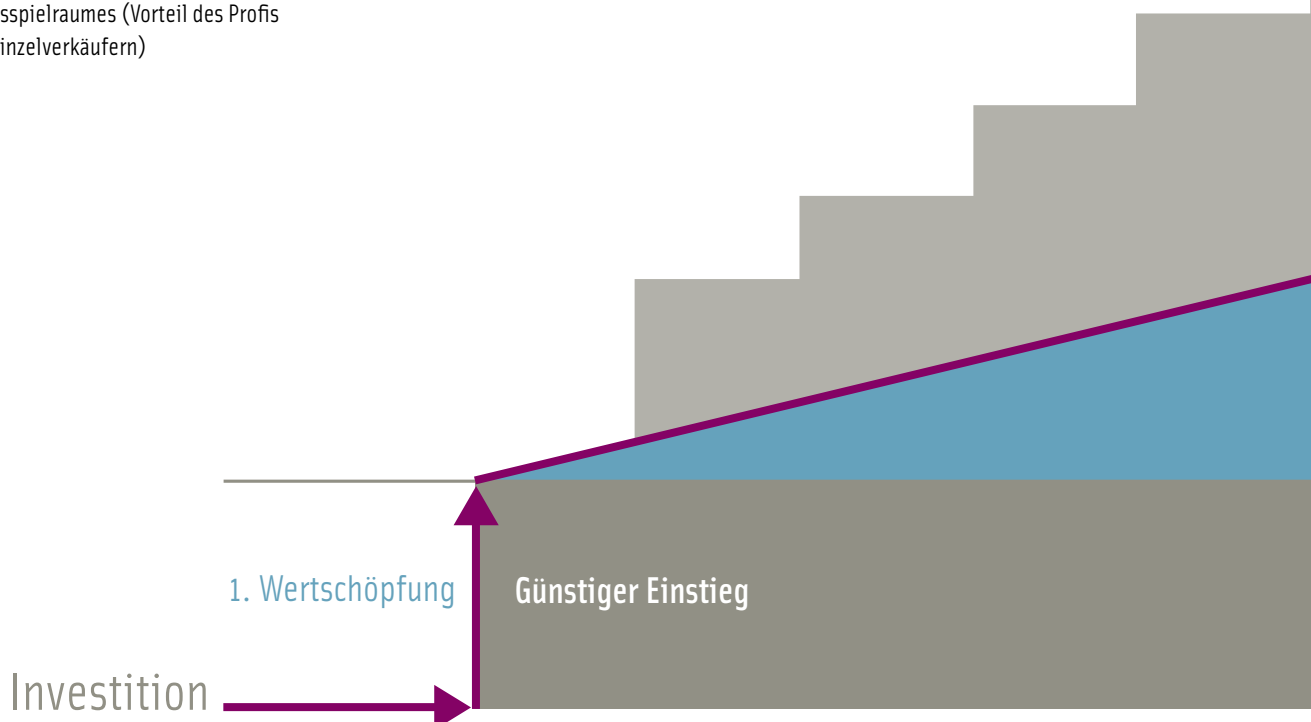 sspielraumes (Vorteil des Profis
inzelverkäufern)
1. Wertschöpfung
Günstiger Einstieg
Investition